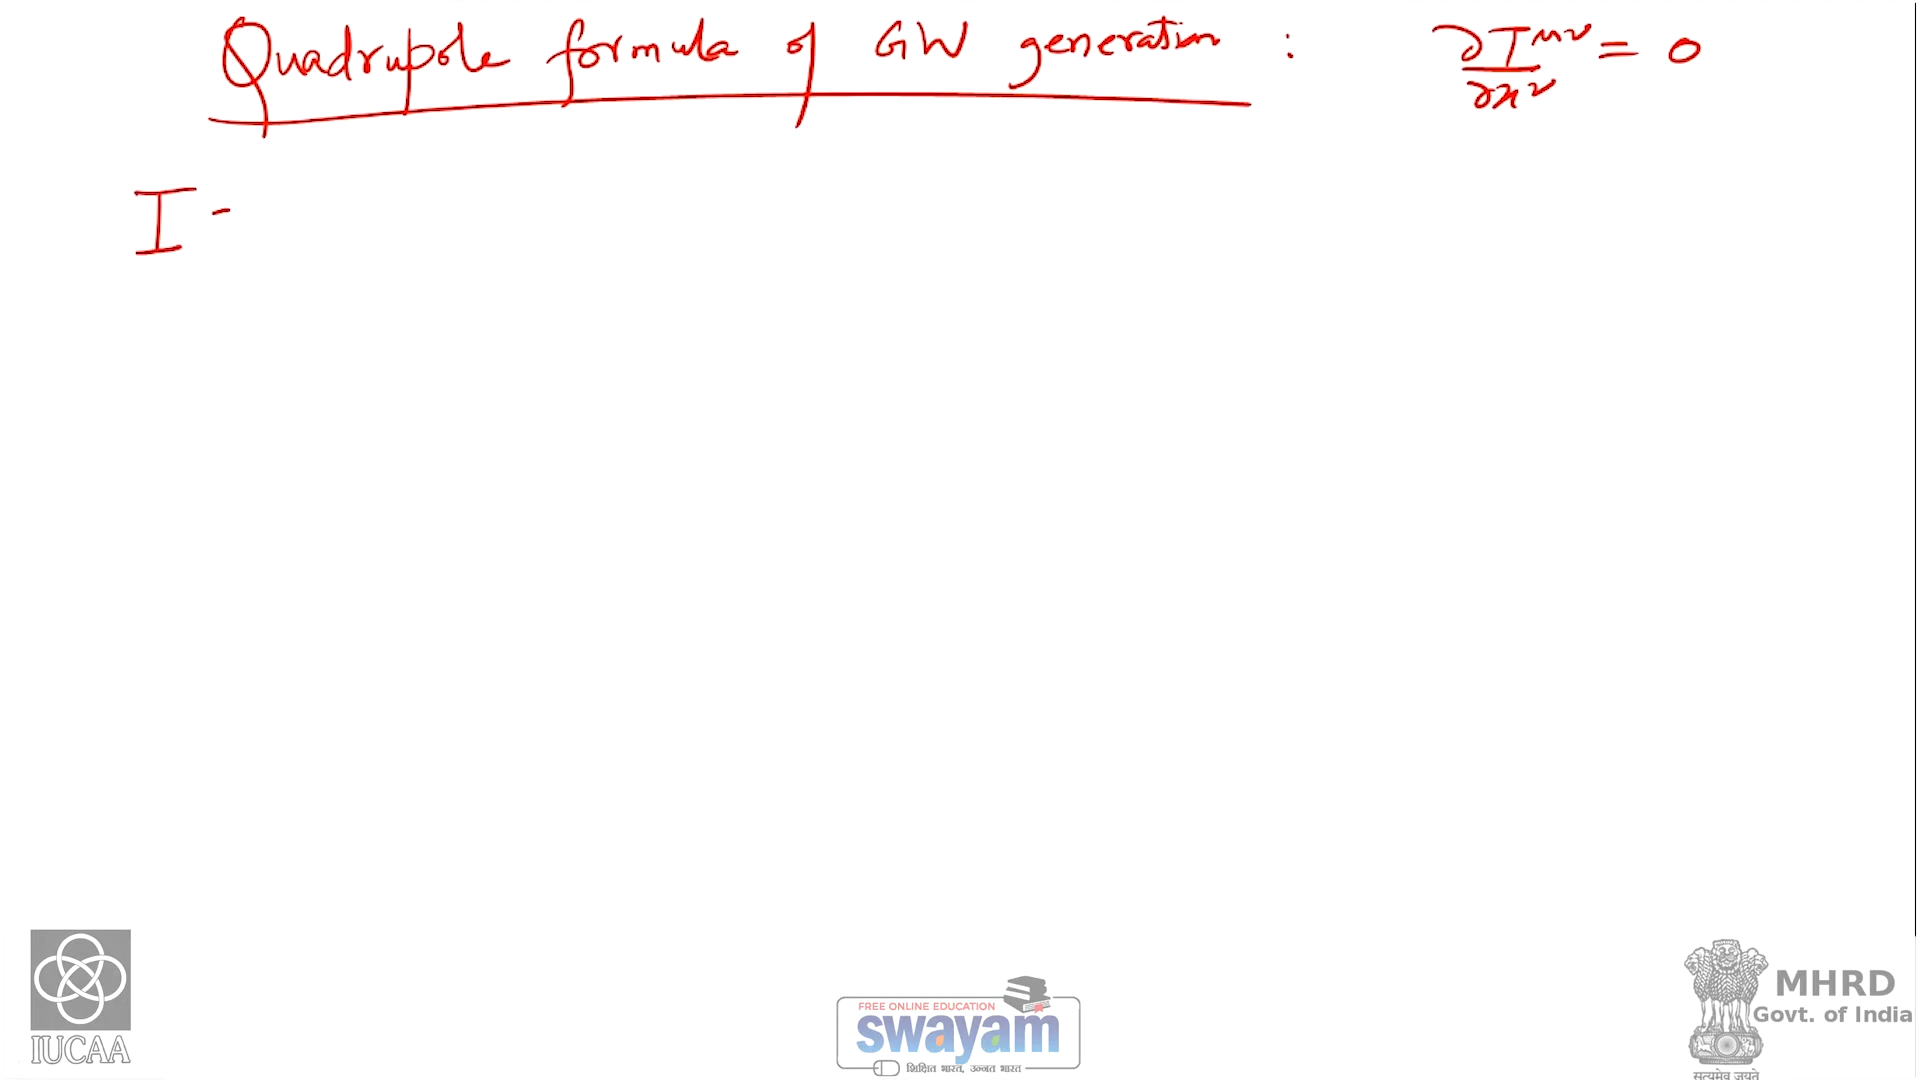 Quadrupole formula of GW generation : ∂T^μν/∂x^ν = 0
I -
IUCAA
FREE ONLINE EDUCATION
swayam
शिक्षित भारत, उन्नत भारत
MHRD
Govt. of India
सत्यमेव जयते